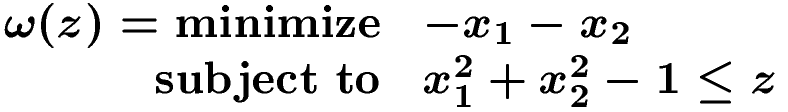 ω(z) = minimize −x₁ − x₂
subject to x₁² + x₂² − 1 ≤ z